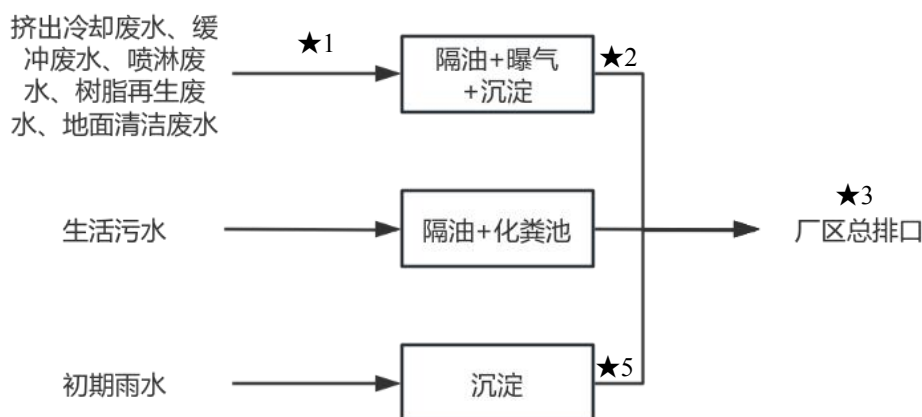 挤出冷却废水、缓
冲废水、喷淋废
水、树脂再生废
水、地面清洁废水
★1
隔油+曝气
+沉淀
★2
生活污水
隔油+化粪池
★3
厂区总排口
初期雨水
沉淀
★5